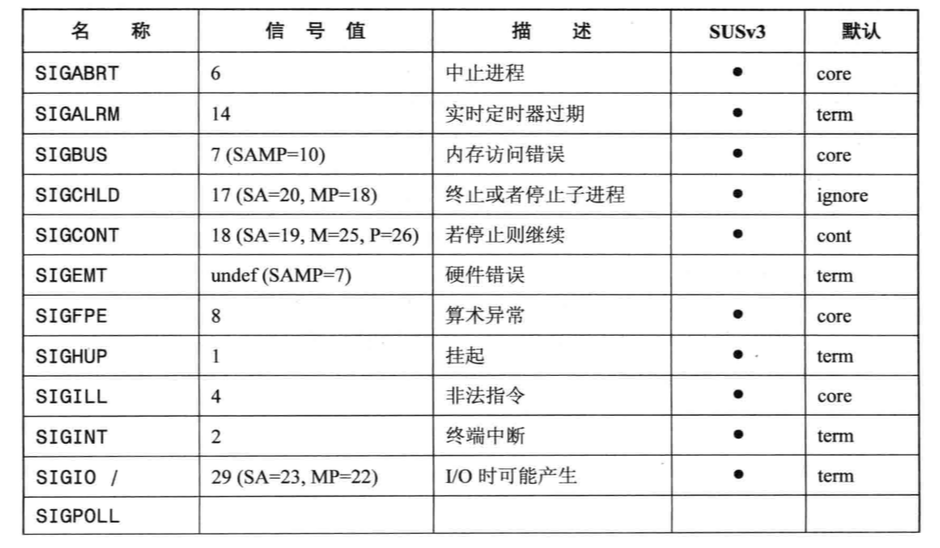 名 称 信 号 值 描 述 SUSv3 默认
SIGABRT 6 中止进程 ● core
SIGALRM 14 实时定时器过期 ● term
SIGBUS 7 (SAMP=10) 内存访问错误 ● core
SIGCHLD 17 (SA=20, MP=18) 终止或者停止子进程 ● ignore
SIGCONT 18 (SA=19, M=25, P=26) 若停止则继续 ● cont
SIGEMT undef (SAMP=7) 硬件错误 term
SIGFPE 8 算术异常 ● core
SIGHUP 1 挂起 ● term
SIGILL 4 非法指令 ● core
SIGINT 2 终端中断 ● term
SIGIO / 29 (SA=23, MP=22) I/O 时可能产生 ● term
SIGPOLL